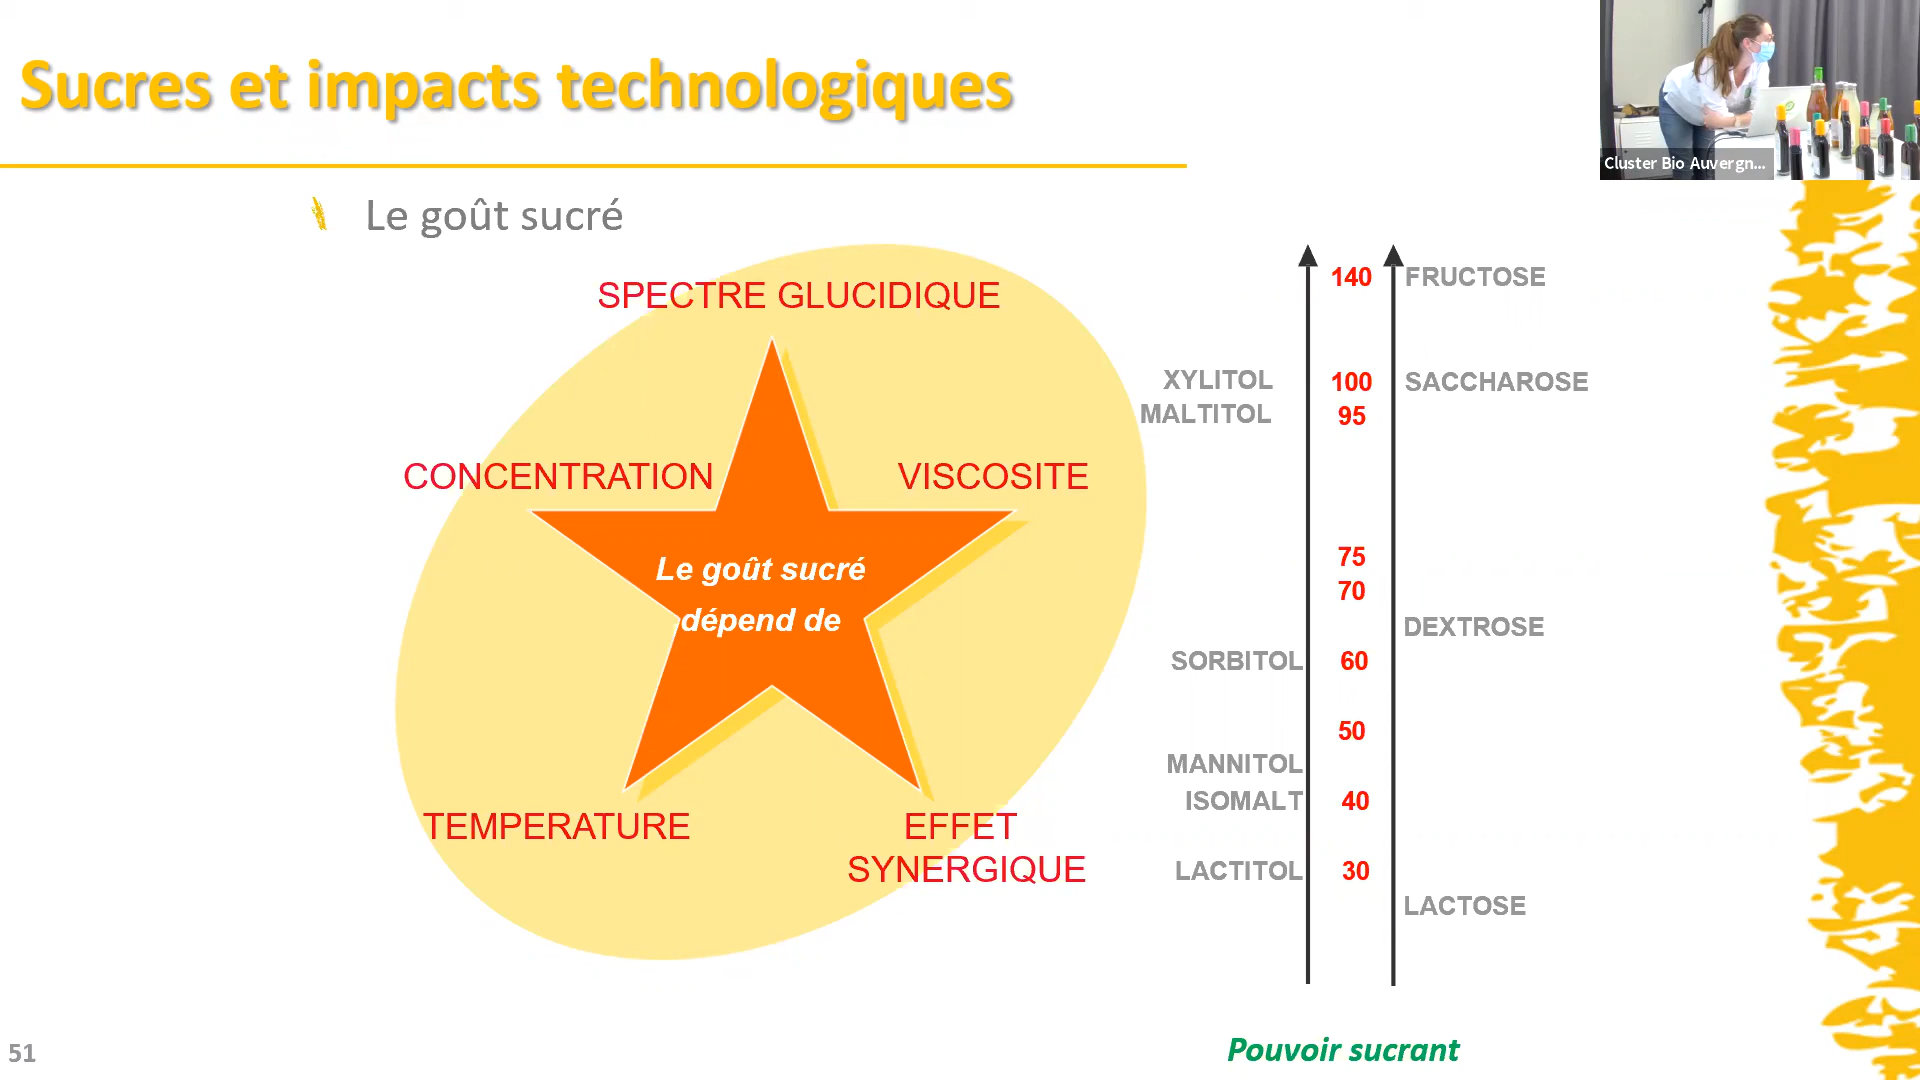 Sucres et impacts technologiques
Cluster Bio Auvergn...
Le goût sucré
SPECTRE GLUCIDIQUE
CONCENTRATION
VISCOSITE
Le goût sucré
dépend de
TEMPERATURE
EFFET
SYNERGIQUE
140 FRUCTOSE
XYLITOL 100 SACCHAROSE
MALTITOL 95
75
70
DEXTROSE
SORBITOL 60
50
MANNITOL
ISOMALT 40
LACTITOL 30
LACTOSE
Pouvoir sucrant
51